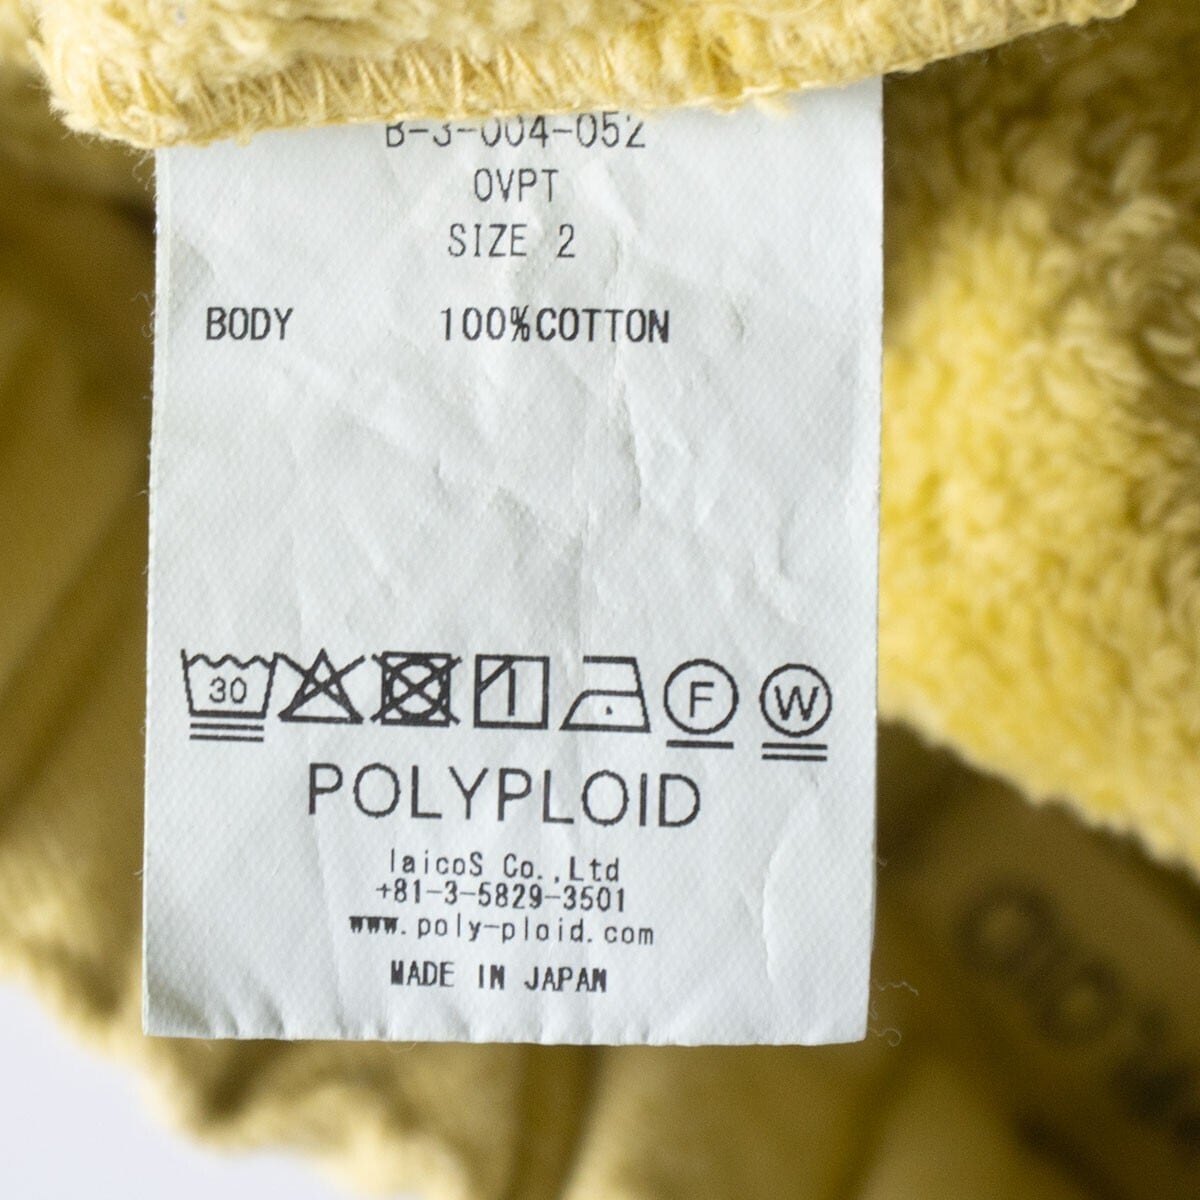 B-3-004-052
OVPT
SIZE 2
BODY 100%COTTON
30 F W
POLYPLOID
laicoS Co.,Ltd
+81-3-5829-3501
www.poly-ploid.com
MADE IN JAPAN